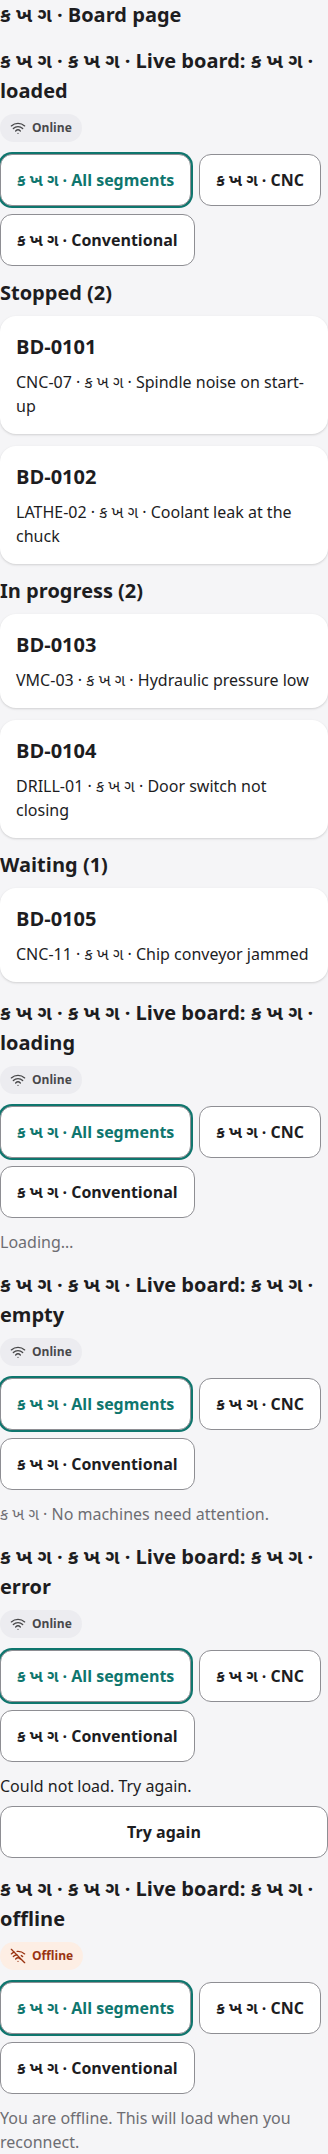 ક ખ ગ · Board page
ક ખ ગ · ક ખ ગ · Live board: ક ખ ગ ·
loaded
Online
ક ખ ગ · All segments
ક ખ ગ · CNC
ક ખ ગ · Conventional
Stopped (2)
BD-0101
CNC-07 · ક ખ ગ · Spindle noise on start-
up
BD-0102
LATHE-02 · ક ખ ગ · Coolant leak at the
chuck
In progress (2)
BD-0103
VMC-03 · ક ખ ગ · Hydraulic pressure low
BD-0104
DRILL-01 · ક ખ ગ · Door switch not
closing
Waiting (1)
BD-0105
CNC-11 · ક ખ ગ · Chip conveyor jammed
ક ખ ગ · ક ખ ગ · Live board: ક ખ ગ ·
loading
Online
ક ખ ગ · All segments
ક ખ ગ · CNC
ક ખ ગ · Conventional
Loading...
ક ખ ગ · ક ખ ગ · Live board: ક ખ ગ ·
empty
Online
ક ખ ગ · All segments
ક ખ ગ · CNC
ક ખ ગ · Conventional
ક ખ ગ · No machines need attention.
ક ખ ગ · ક ખ ગ · Live board: ક ખ ગ ·
error
Online
ક ખ ગ · All segments
ક ખ ગ · CNC
ક ખ ગ · Conventional
Could not load. Try again.
Try again
ક ખ ગ · ક ખ ગ · Live board: ક ખ ગ ·
offline
Offline
ક ખ ગ · All segments
ક ખ ગ · CNC
ક ખ ગ · Conventional
You are offline. This will load when you
reconnect.